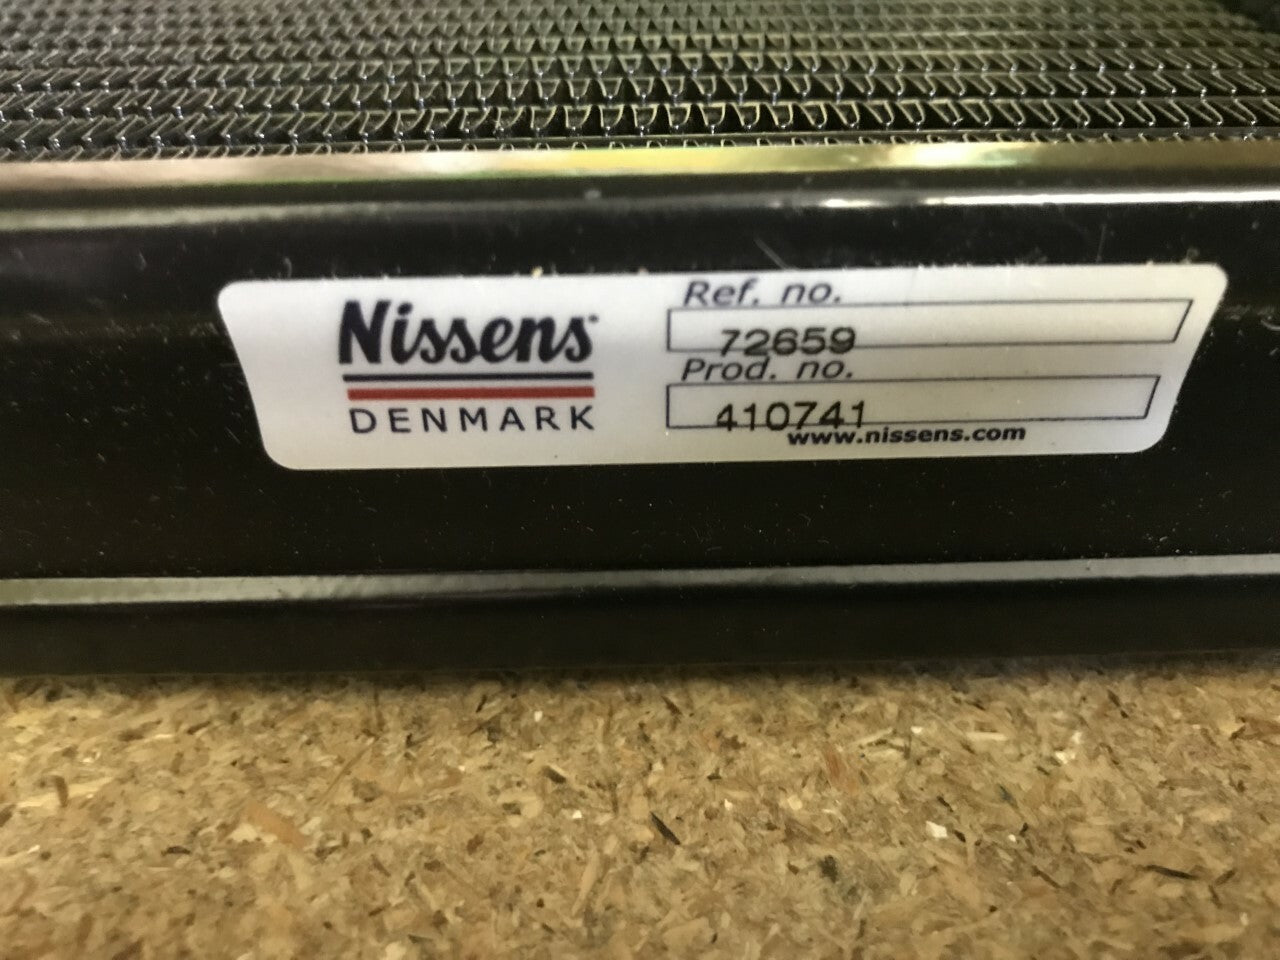 Nissens
DENMARK
Ref. no.
72659
Prod. no.
410741
www.nissens.com